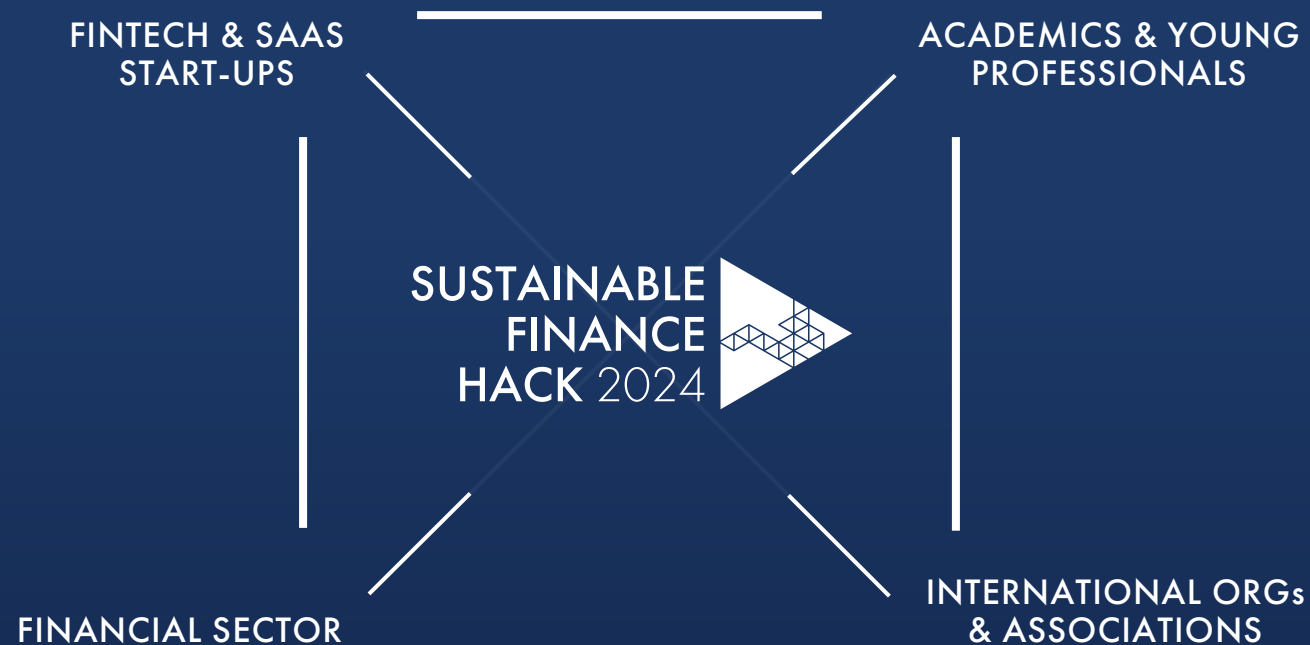 FINTECH & SAAS
START-UPS
ACADEMICS & YOUNG
PROFESSIONALS
SUSTAINABLE
FINANCE
HACK 2024
FINANCIAL SECTOR
INTERNATIONAL ORGs
& ASSOCIATIONS